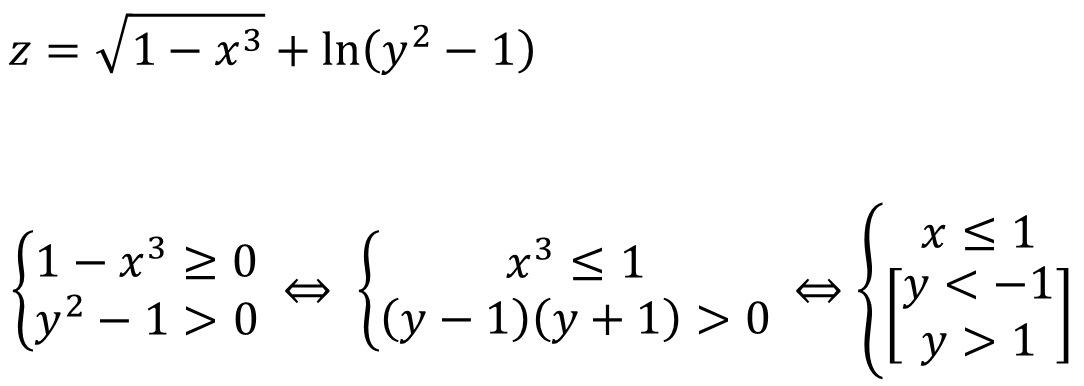 z = √(1 − x³) + ln(y² − 1)
{1 − x³ ≥ 0
{y² − 1 > 0
⇔
{x³ ≤ 1
{(y − 1)(y + 1) > 0
⇔
{x ≤ 1
[y < −1]
[y > 1]